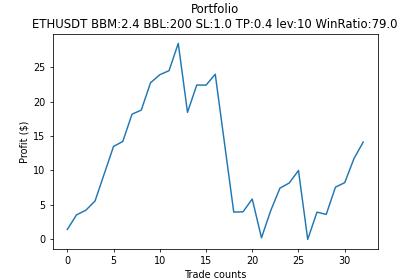 Portfolio
ETHUSDT BBM:2.4 BBL:200 SL:1.0 TP:0.4 lev:10 WinRatio:79.0
Profit ($)
25
20
15
10
5
0
0 5 10 15 20 25 30
Trade counts